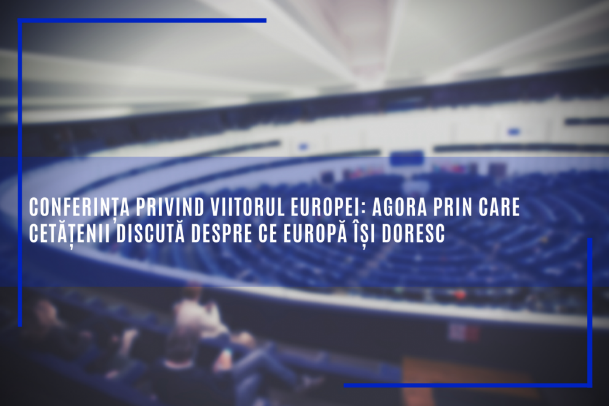 CONFERINȚA PRIVIND VIITORUL EUROPEI: AGORA PRIN CARE
CETĂȚENII DISCUTĂ DESPRE CE EUROPĂ ÎȘI DORESC